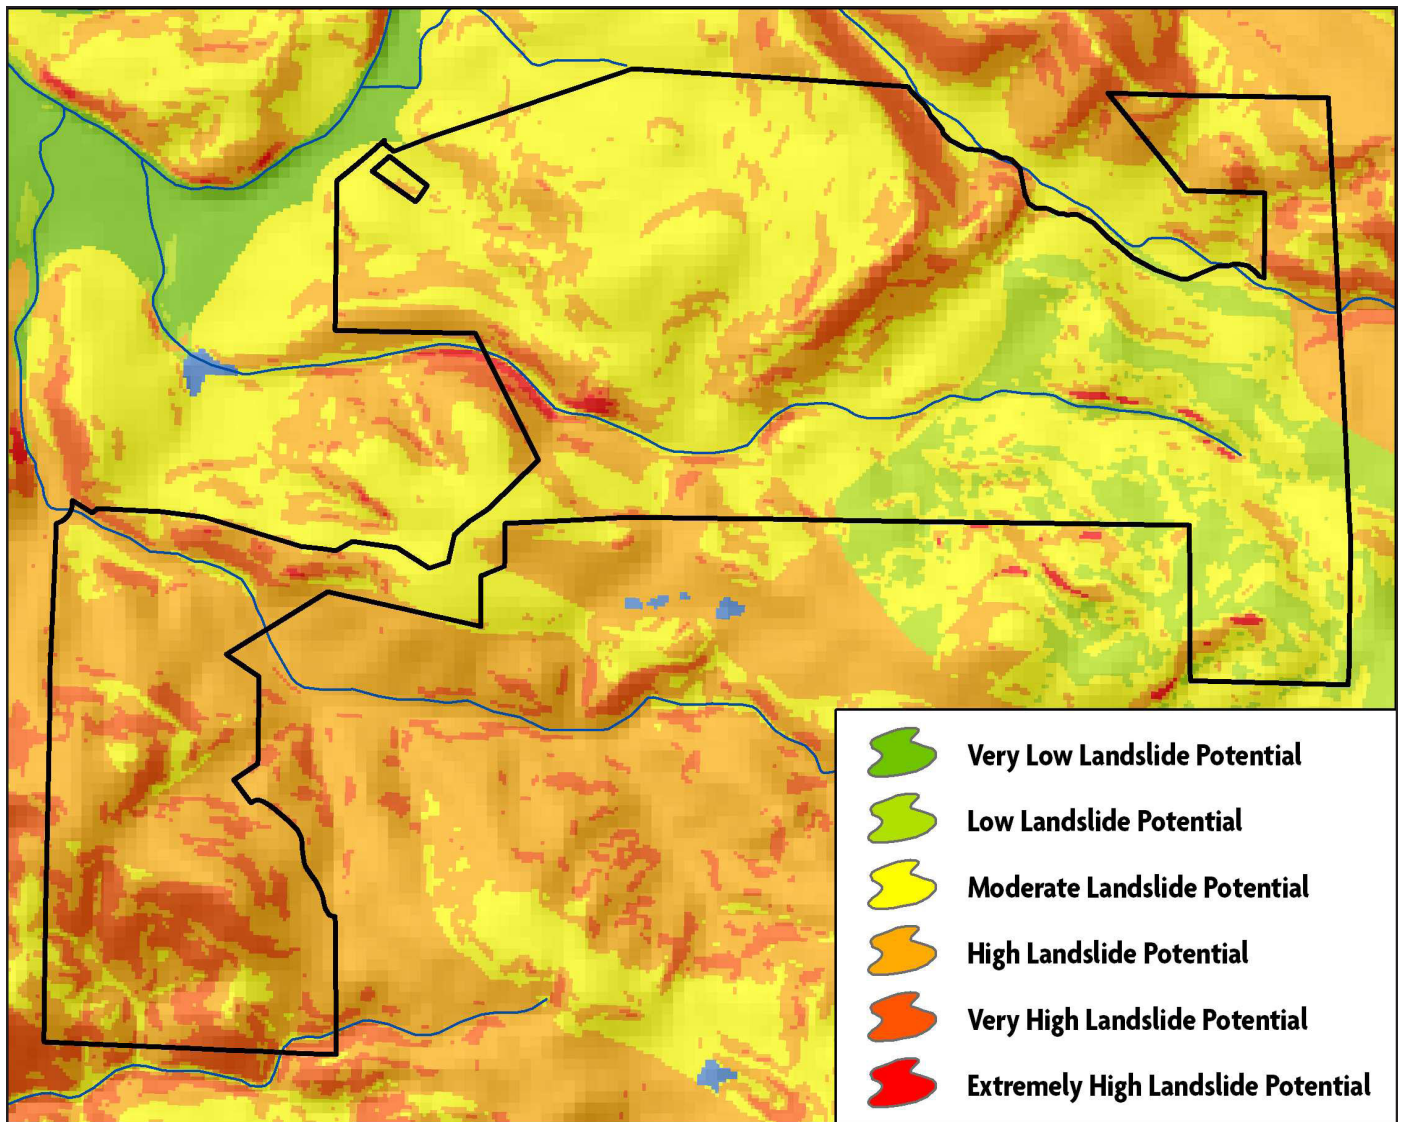 Very Low Landslide Potential
Low Landslide Potential
Moderate Landslide Potential
High Landslide Potential
Very High Landslide Potential
Extremely High Landslide Potential